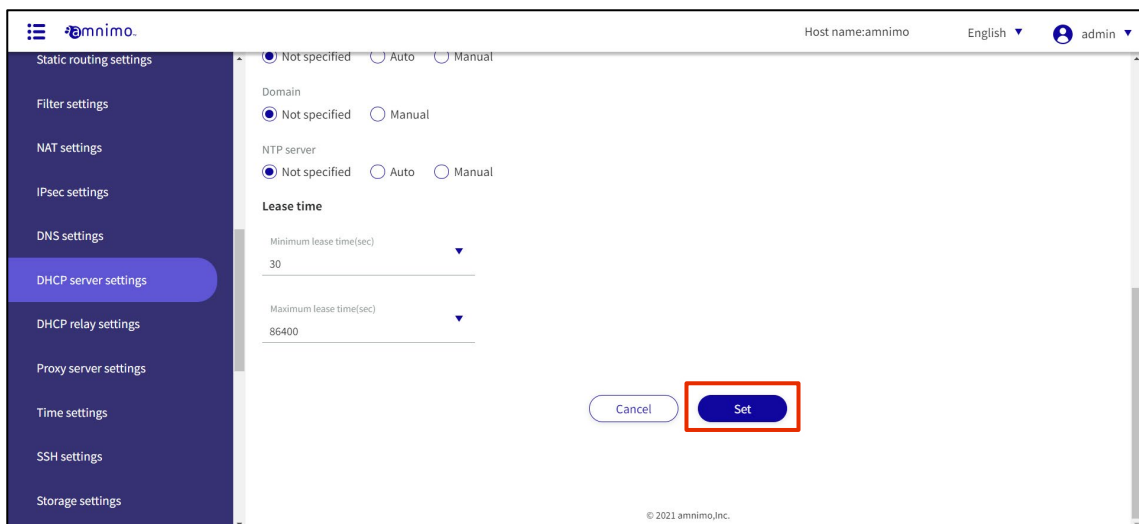 amnimo
Host name:amnimo
English
admin
Static routing settings
Filter settings
NAT settings
IPsec settings
DNS settings
DHCP server settings
DHCP relay settings
Proxy server settings
Time settings
SSH settings
Storage settings
Not specified Auto Manual
Domain
Not specified Manual
NTP server
Not specified Auto Manual
Lease time
Minimum lease time(sec)
30
Maximum lease time(sec)
86400
Cancel Set
© 2021 amnimo,Inc.